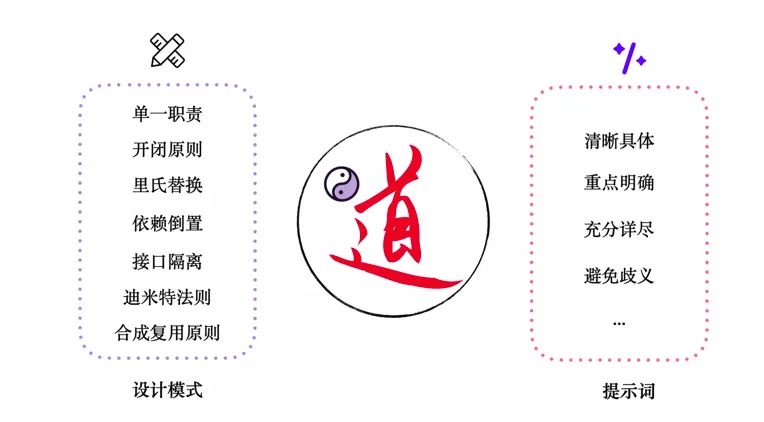 单一职责
开闭原则
里氏替换
依赖倒置
接口隔离
迪米特法则
合成复用原则
设计模式
道
清晰具体
重点明确
充分详尽
避免歧义
...
提示词